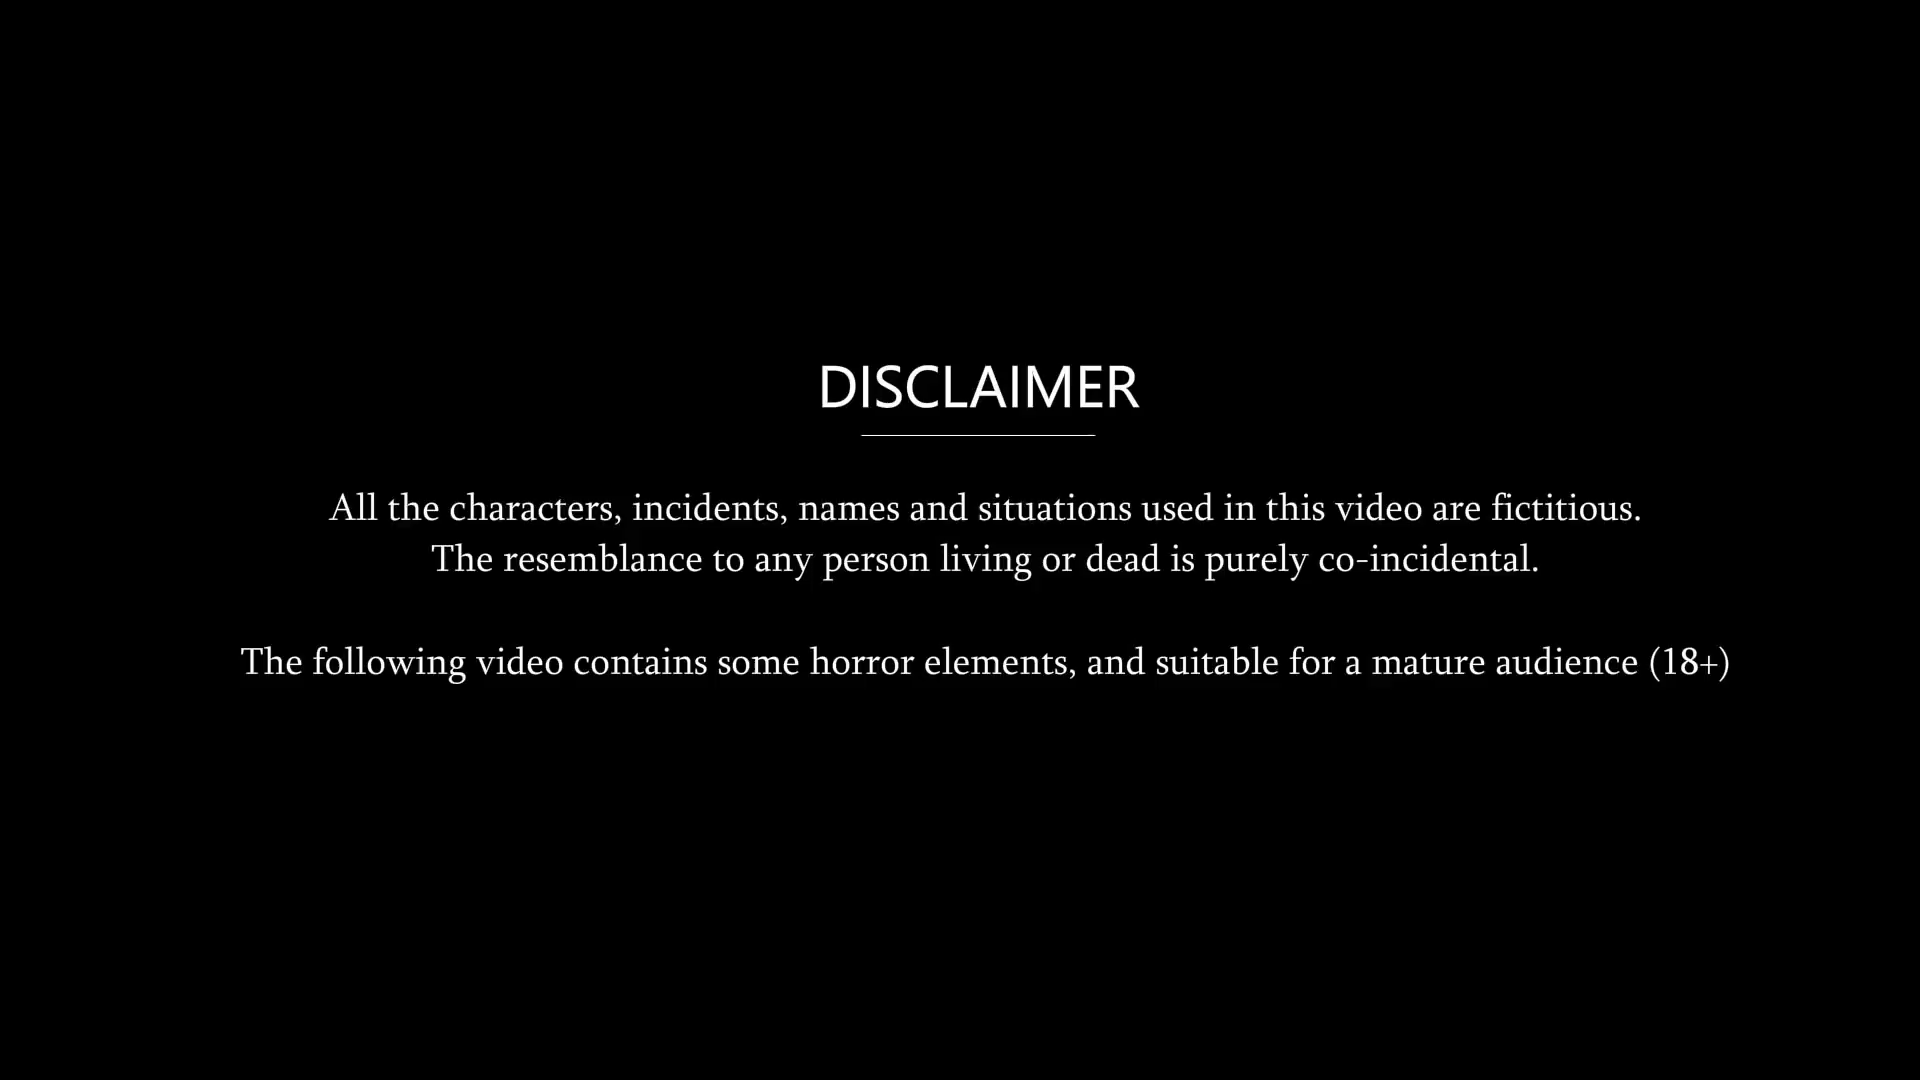 DISCLAIMER
All the characters, incidents, names and situations used in this video are fictitious.
The resemblance to any person living or dead is purely co-incidental.
The following video contains some horror elements, and suitable for a mature audience (18+)